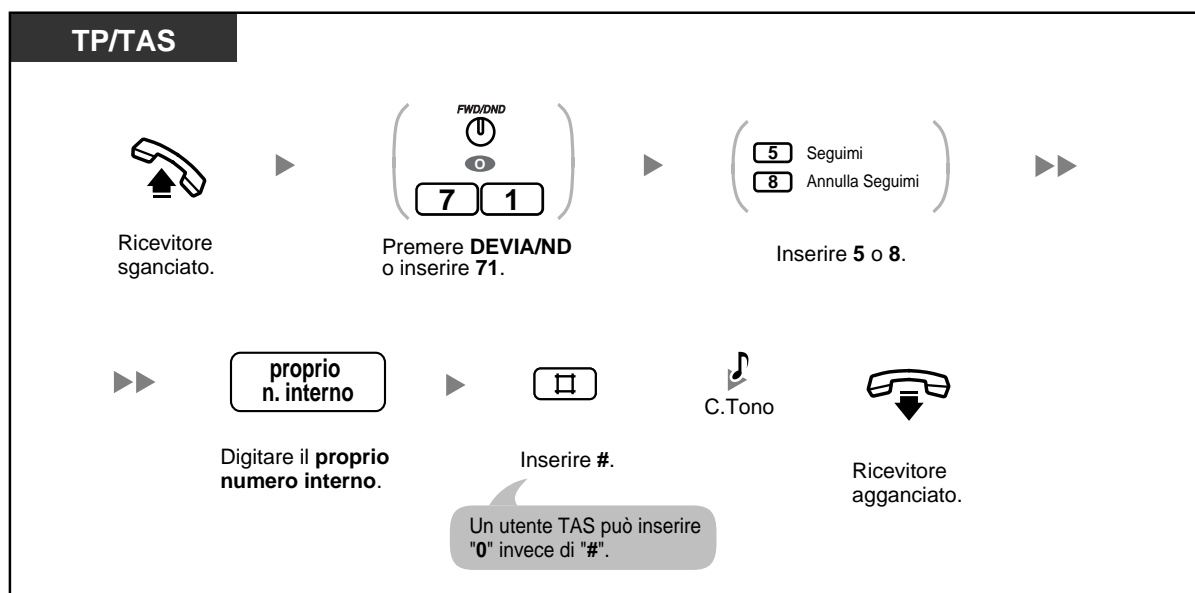 TP/TAS
FWD/DND
O
7 1
5 Seguimi
8 Annulla Seguimi
Ricevitore
sganciato.
Premere DEVIA/ND
o inserire 71.
Inserire 5 o 8.
proprio
n. interno
#
C.Tono
Digitare il proprio
numero interno.
Inserire #.
Ricevitore
agganciato.
Un utente TAS può inserire
"0" invece di "#".